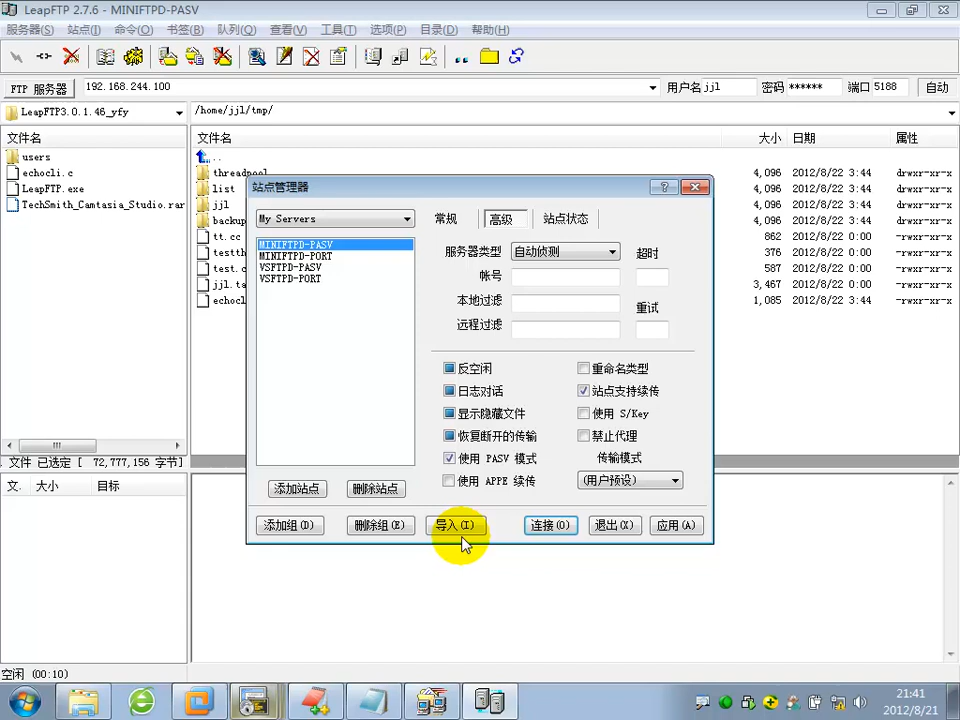 LeapFTP 2.7.6 - MINIFTPD-PASV
服务器(S) 站点(I) 命令(O) 书签(B) 队列(Q) 查看(V) 工具(T) 选项(P) 目录(D) 帮助(H)
FTP 服务器 192.168.244.100 用户名 jjl 密码 ****** 端口 5188 自动
LeapFTP3.0.1.46_yfy /home/jjl/tmp/
文件名 文件名 大小 日期 属性
users ..
echocli.c threadpool 4,096 2012/8/22 3:44 drwxr-xr-x
LeapFTP.exe list 4,096 2012/8/22 3:44 drwxr-xr-x
TechSmith_Camtasia_Studio.rar jjl 4,096 2012/8/22 3:44 drwxr-xr-x
backup 4,096 2012/8/22 3:44 drwxr-xr-x
tt.cc 862 2012/8/22 0:00 -rwxr-xr-x
testth 376 2012/8/22 0:00 -rwxr-xr-x
test.c 587 2012/8/22 0:00 -rwxr-xr-x
jjl.ta 3,467 2012/8/22 0:00 -rwxr-xr-x
echocl 1,085 2012/8/22 3:44 -rwxr-xr-x
站点管理器
My Servers 常规 高级 站点状态
MINIFTPD-PASV
MINIFTPD-PORT
VSFTPD-PASV
VSFTPD-PORT
服务器类型 自动侦测 超时
帐号
本地过滤 重试
远程过滤
反空闲 重命名类型
日志对话 站点支持续传
显示隐藏文件 使用 S/Key
恢复断开的传输 禁止代理
使用 PASV 模式 传输模式
使用 APPE 续传 (用户预设)
添加站点 删除站点
添加组(D) 删除组(E) 导入(I) 连接(O) 退出(X) 应用(A)
文件 已选定 [ 72,777,156 字节]
文. 大小 目标
空闲 (00:10)
21:41
2012/8/21